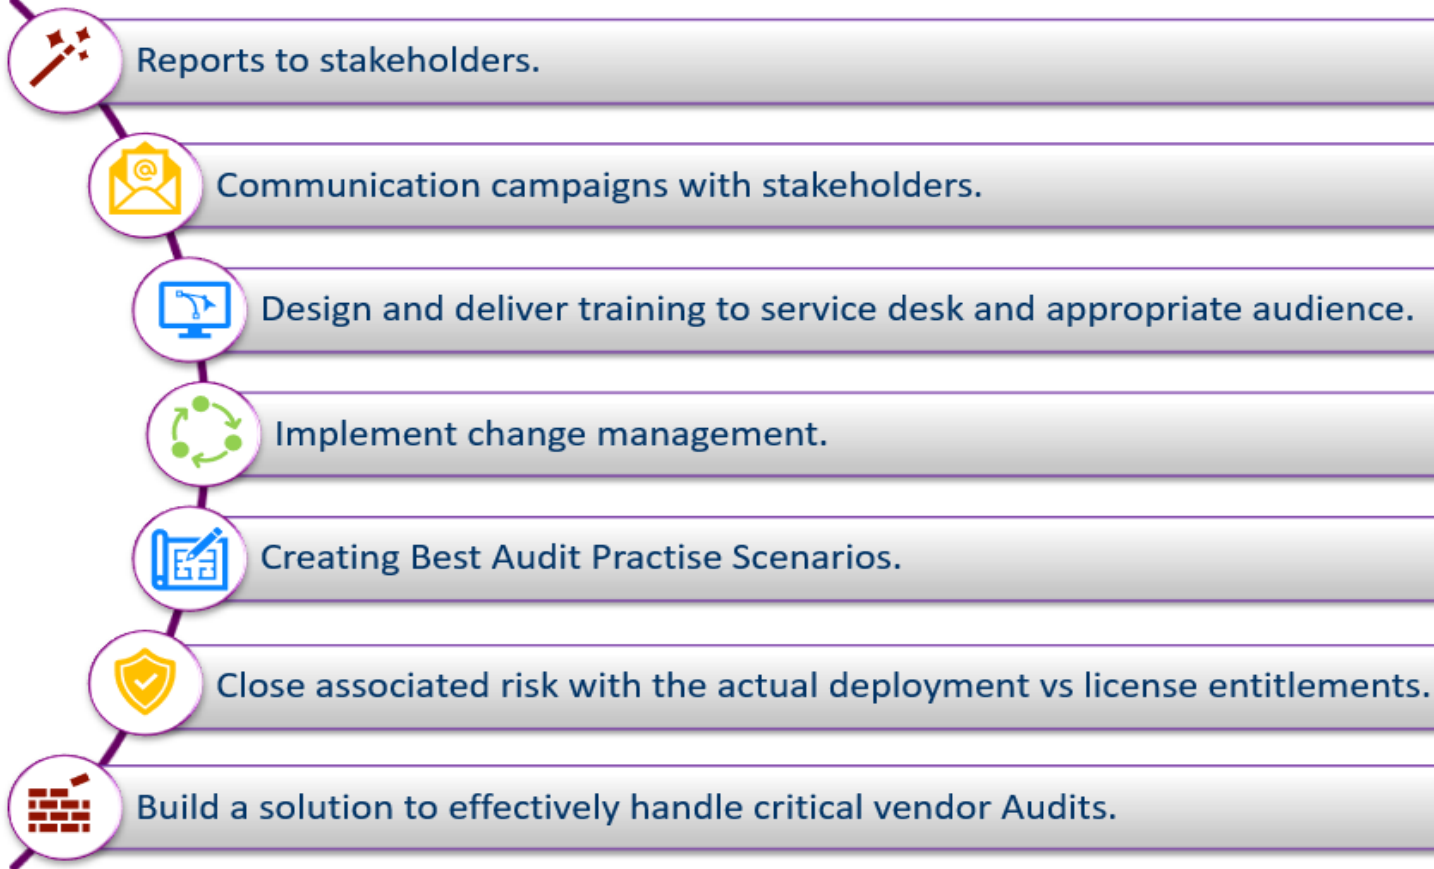 Reports to stakeholders.
@
Communication campaigns with stakeholders.
Design and deliver training to service desk and appropriate audience.
Implement change management.
Creating Best Audit Practise Scenarios.
Close associated risk with the actual deployment vs license entitlements.
Build a solution to effectively handle critical vendor Audits.